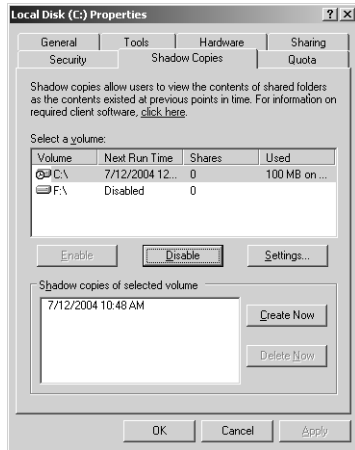 Local Disk (C:) Properties
General Tools Hardware Sharing
Security Shadow Copies Quota
Shadow copies allow users to view the contents of shared folders
as the contents existed at previous points in time. For information on
required client software, click here.
Select a volume:
Volume Next Run Time Shares Used
C:\ 7/12/2004 12... 0 100 MB on ...
F:\ Disabled 0
Enable Disable Settings...
Shadow copies of selected volume
7/12/2004 10:48 AM
Create Now
Delete Now
OK Cancel Apply